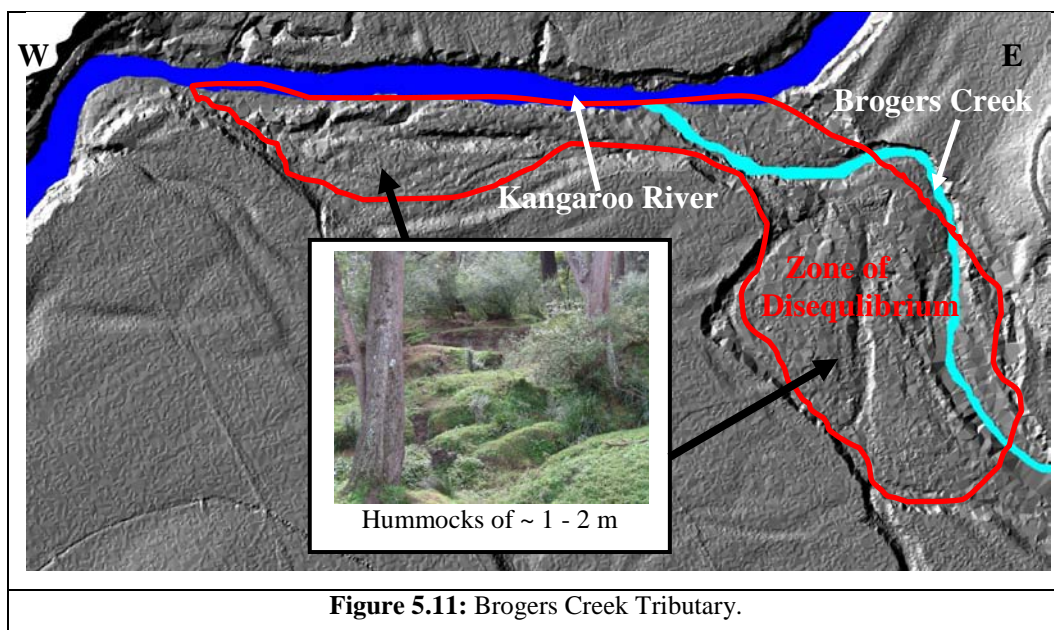 W
E
Brogers Creek
Kangaroo River
Zone of
Disequlibrium
Hummocks of ~ 1 - 2 m
Figure 5.11: Brogers Creek Tributary.